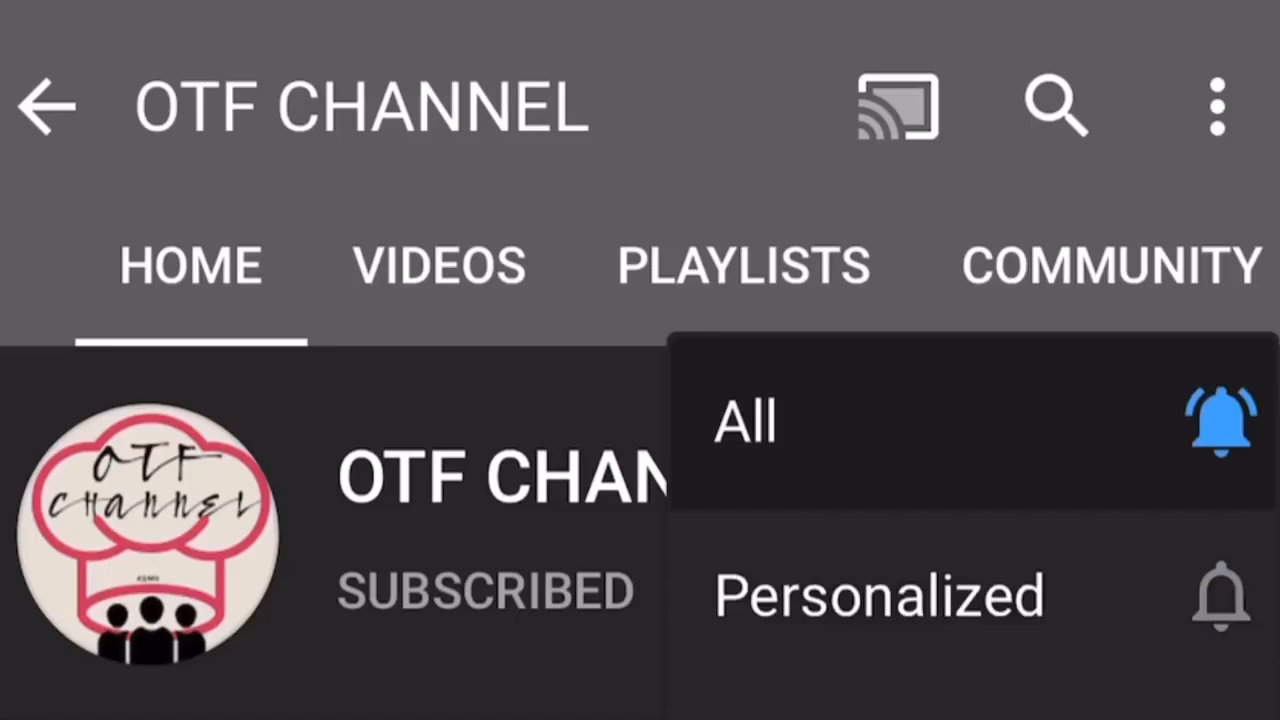 OTF CHANNEL
HOME VIDEOS PLAYLISTS COMMUNITY
All
OTF
CHANNEL
OTF CHAN
SUBSCRIBED
Personalized